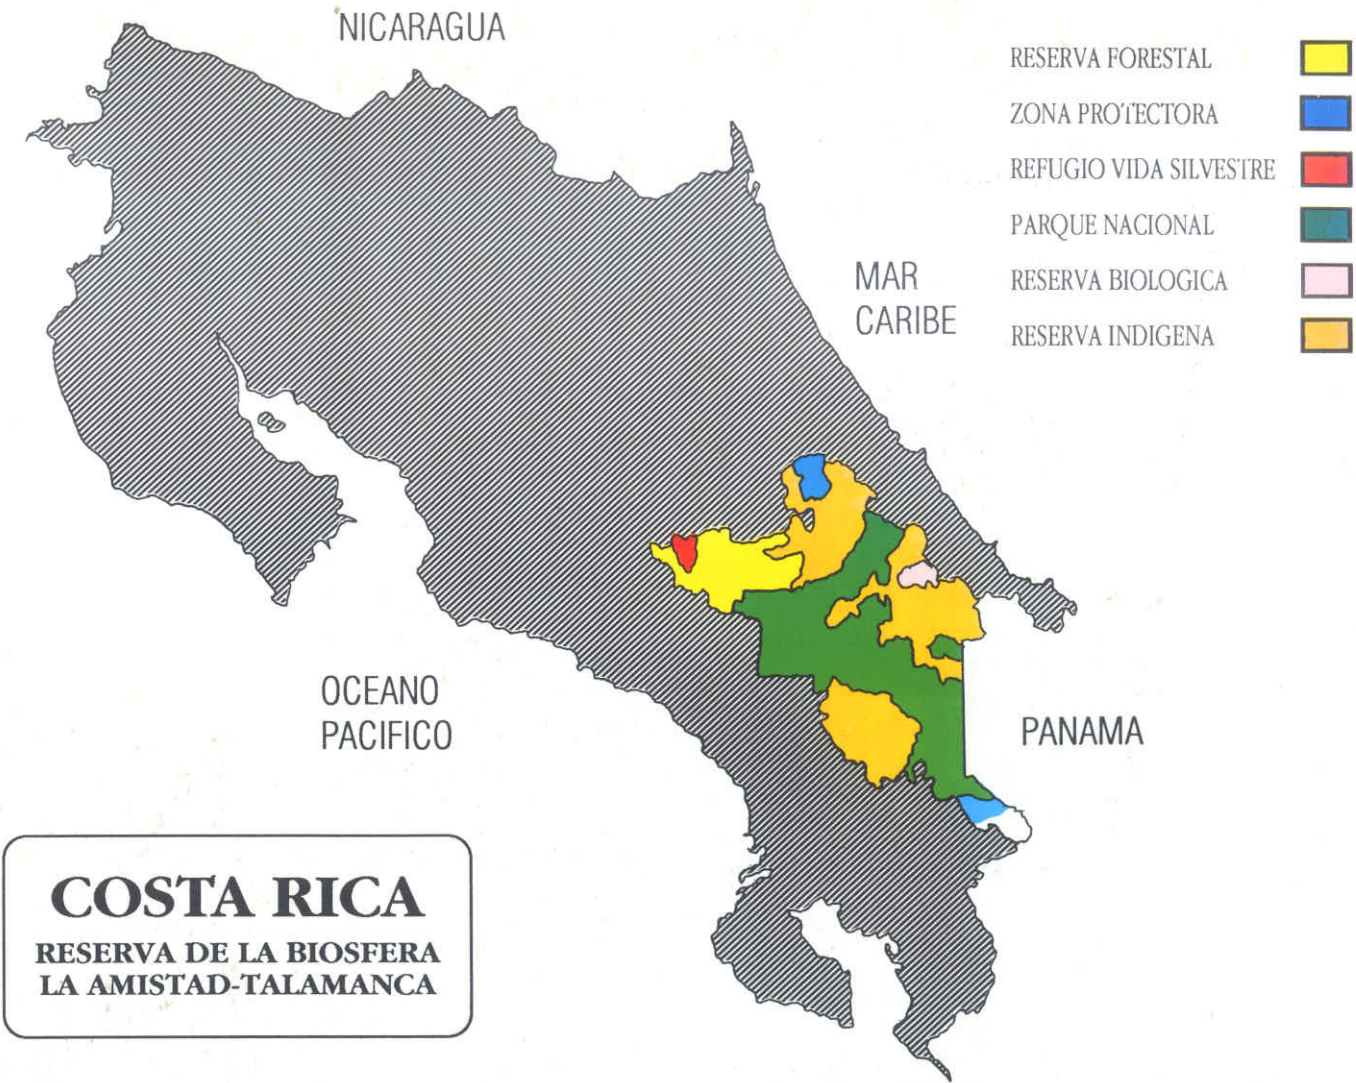 NICARAGUA
RESERVA FORESTAL
ZONA PROTECTORA
REFUGIO VIDA SILVESTRE
PARQUE NACIONAL
RESERVA BIOLOGICA
RESERVA INDIGENA
MAR
CARIBE
OCEANO
PACIFICO
PANAMA
COSTA RICA
RESERVA DE LA BIOSFERA
LA AMISTAD-TALAMANCA